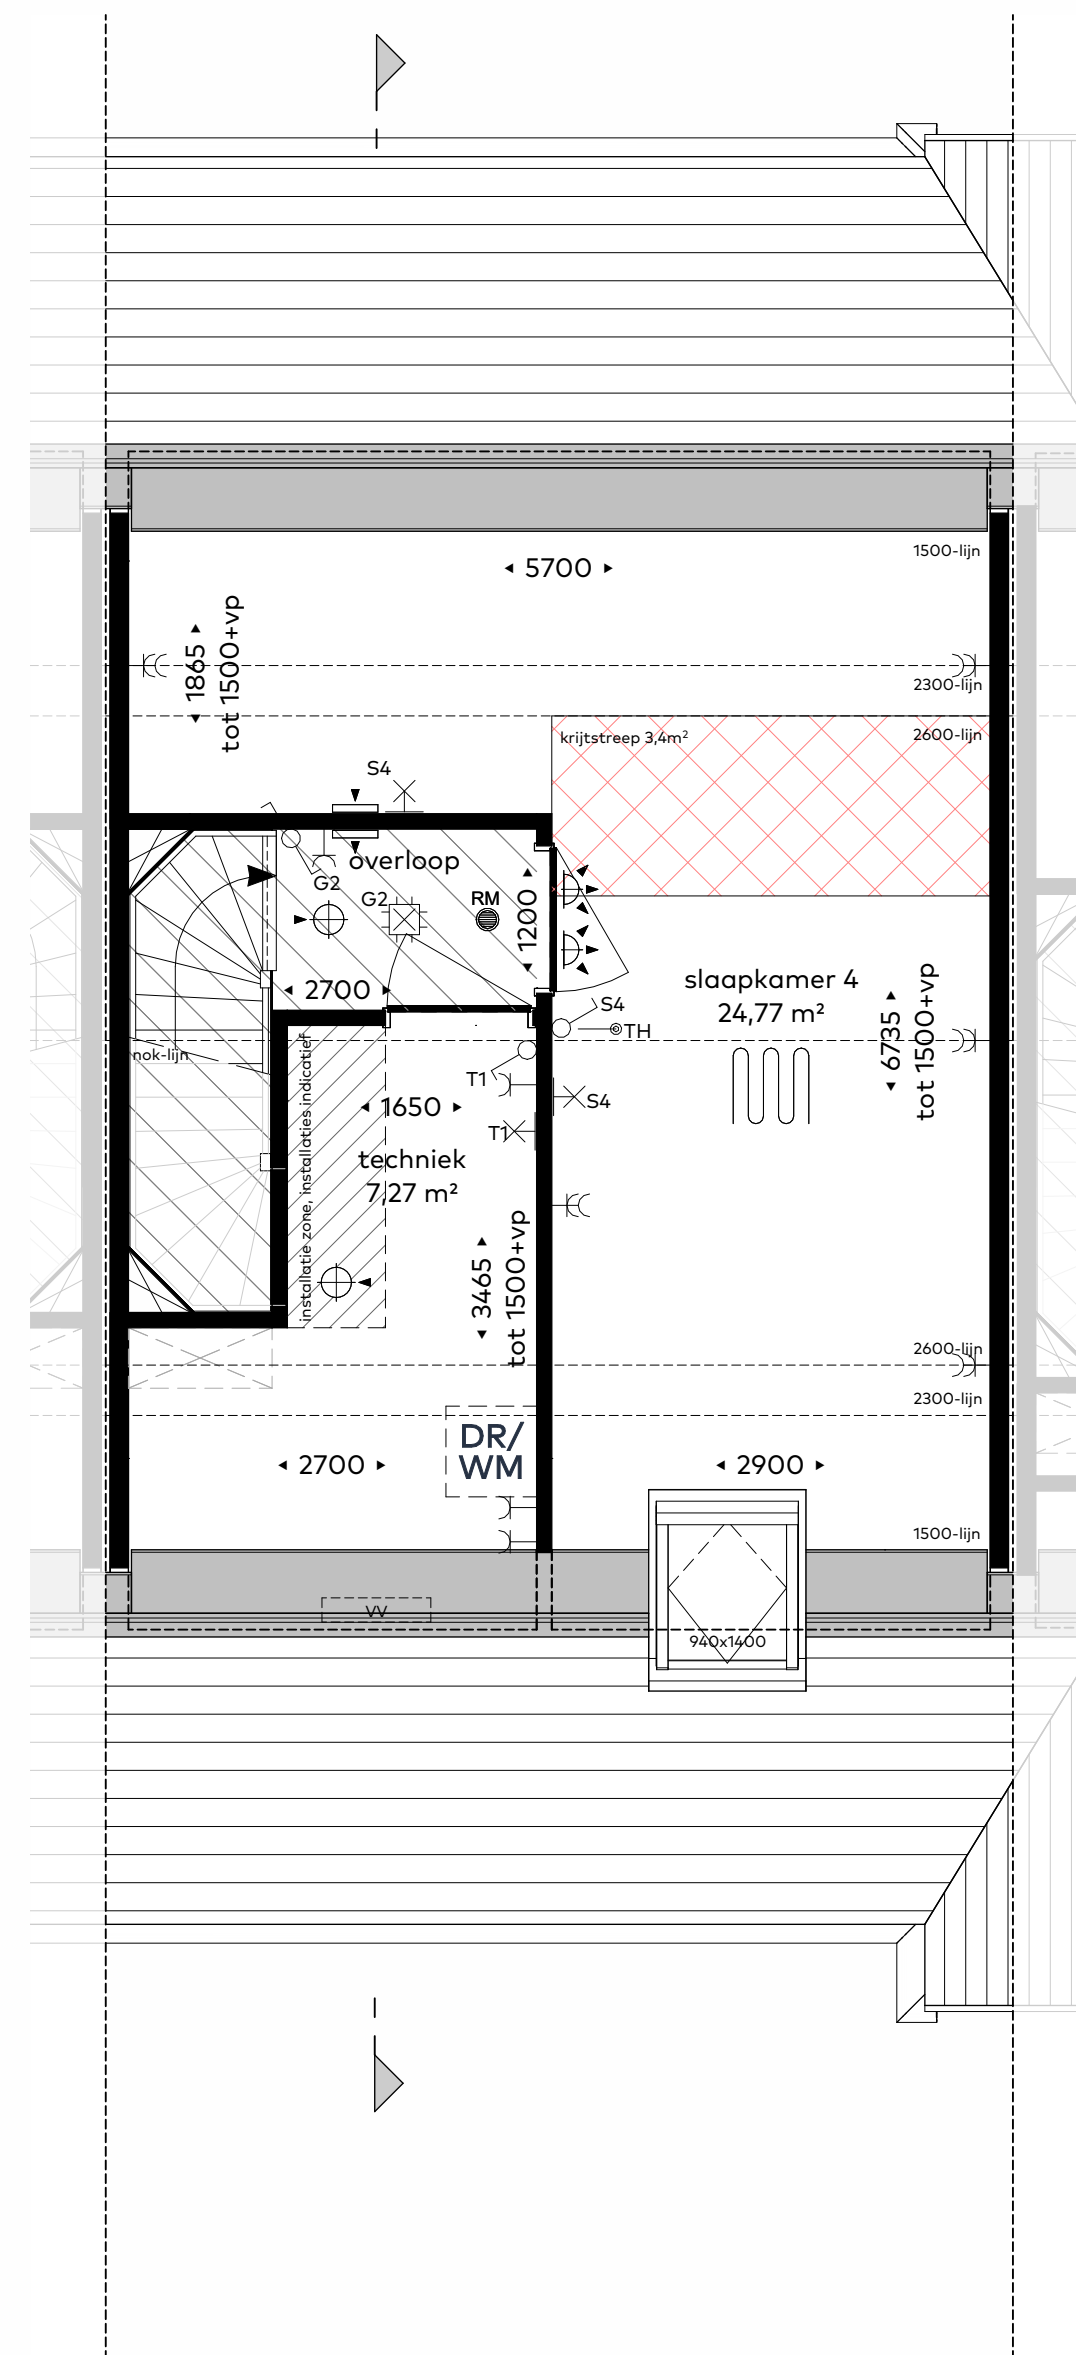 1500-lijn
5700
1865
tot 1500+vp
2300-lijn
2600-lijn
krijtstreep 3,4m²
S4
overloop
G2
G2
RM
1200
slaapkamer 4
24,77 m²
2700
S4
TH
6735
tot 1500+vp
nok-lijn
T1
1650
S4
T1
techniek
7,27 m²
installatie zone, installaties indicatief
3465
tot 1500+vp
2600-lijn
2300-lijn
DR/
WM
2700
2900
1500-lijn
VV
940x1400